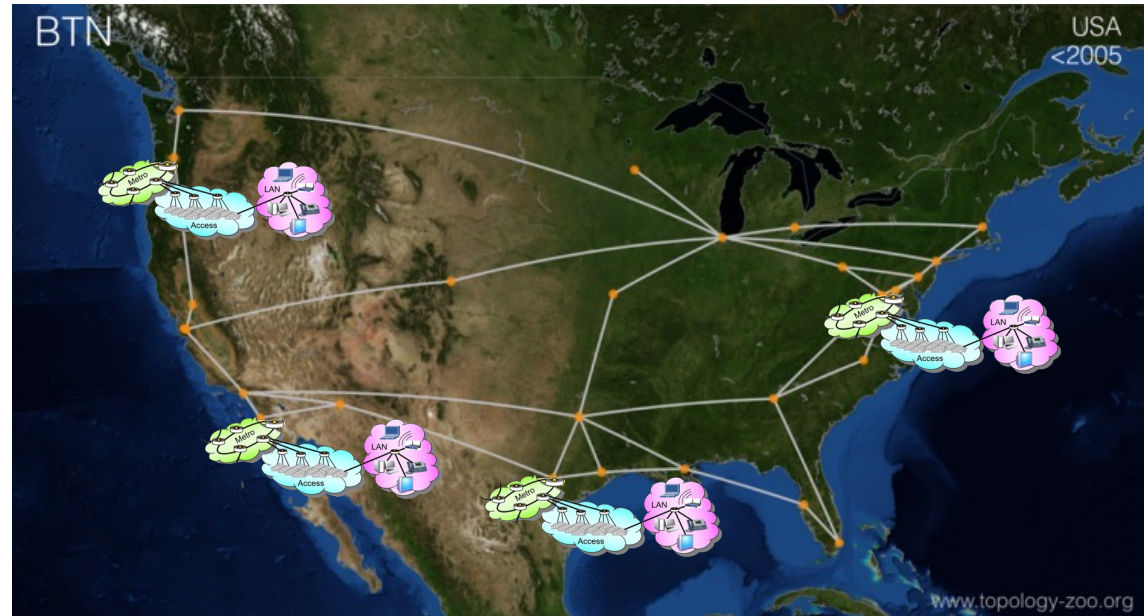 BTN
USA
<2005
Metro
LAN
Access
Metro
LAN
Access
Metro
LAN
Access
Metro
LAN
Access
www.topology-zoo.org